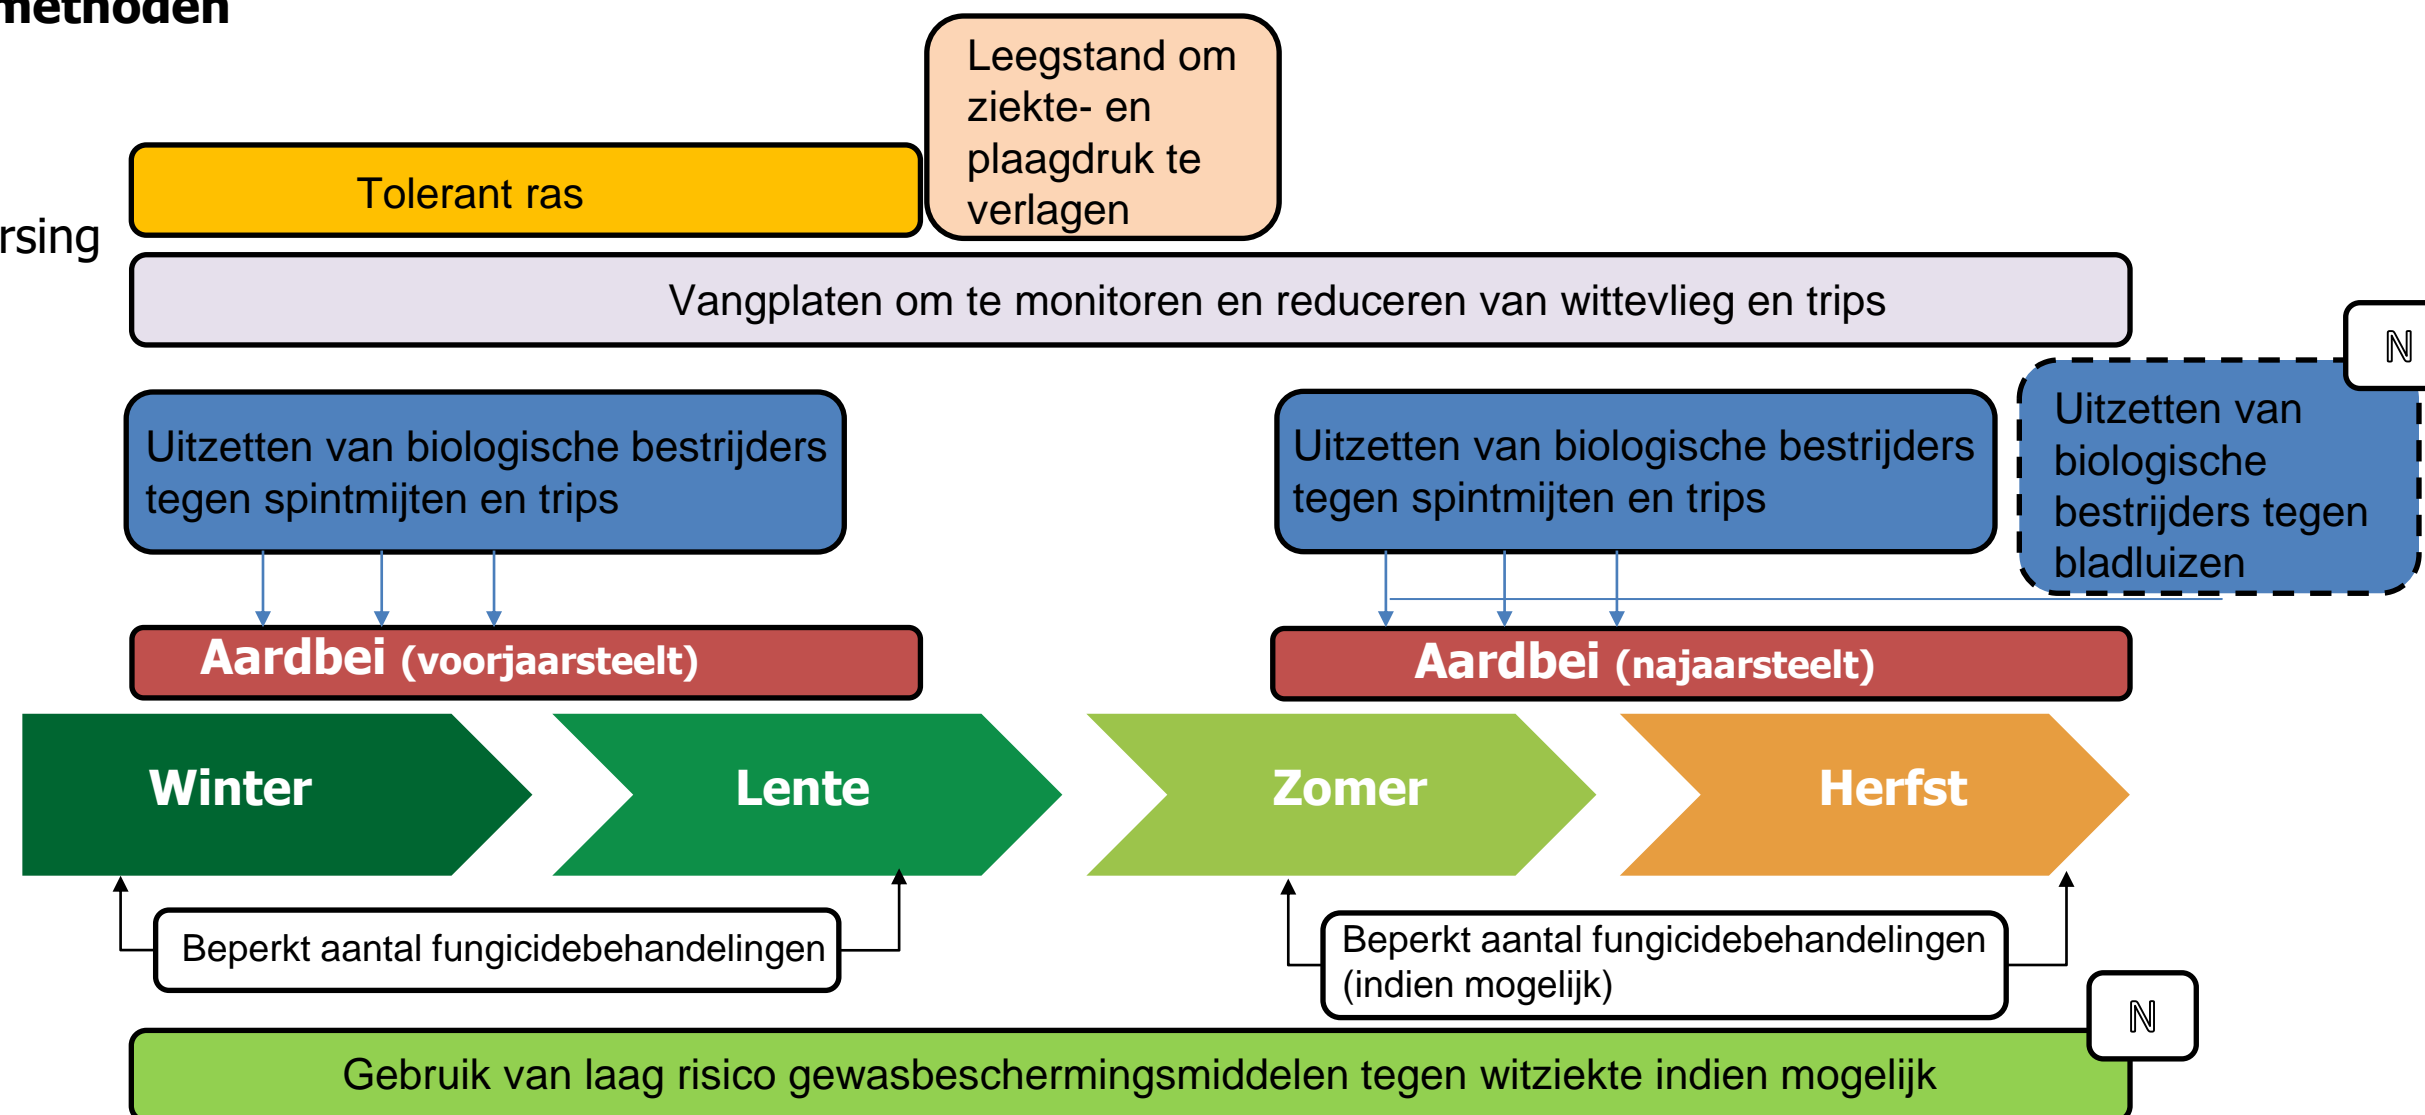 methoden
Leegstand om
ziekte- en
plaagdruk te
verlagen
Tolerant ras
rsing
Vangplaten om te monitoren en reduceren van wittevlieg en trips
N
Uitzetten van biologische bestrijders
tegen spintmijten en trips
Uitzetten van biologische bestrijders
tegen spintmijten en trips
Uitzetten van
biologische
bestrijders tegen
bladluizen
Aardbei (voorjaarsteelt)
Aardbei (najaarsteelt)
Winter
Lente
Zomer
Herfst
Beperkt aantal fungicidebehandelingen
Beperkt aantal fungicidebehandelingen
(indien mogelijk)
N
Gebruik van laag risico gewasbeschermingsmiddelen tegen witziekte indien mogelijk